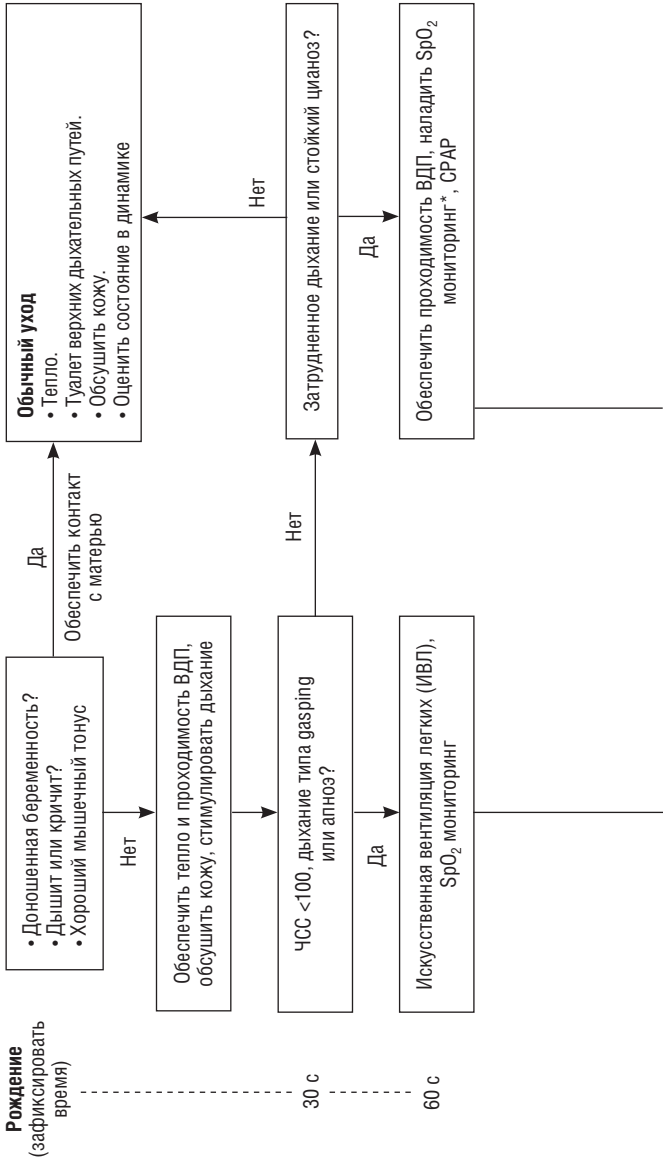 Рождение
(зафиксировать
время)
30 с
60 с
• Доношенная беременность?
• Дышит или кричит?
• Хороший мышечный тонус
Да
Обеспечить контакт
с матерью
Обычный уход
• Тепло.
• Туалет верхних дыхательных путей.
• Обсушить кожу.
• Оценить состояние в динамике
Нет
Обеспечить тепло и проходимость ВДП,
обсушить кожу, стимулировать дыхание
ЧСС <100, дыхание типа gasping
или апноэ?
Нет
Затрудненное дыхание или стойкий цианоз?
Нет
Да
Искусственная вентиляция легких (ИВЛ),
SpO₂ мониторинг
Да
Обеспечить проходимость ВДП, наладить SpO₂
мониторинг*, CPAP